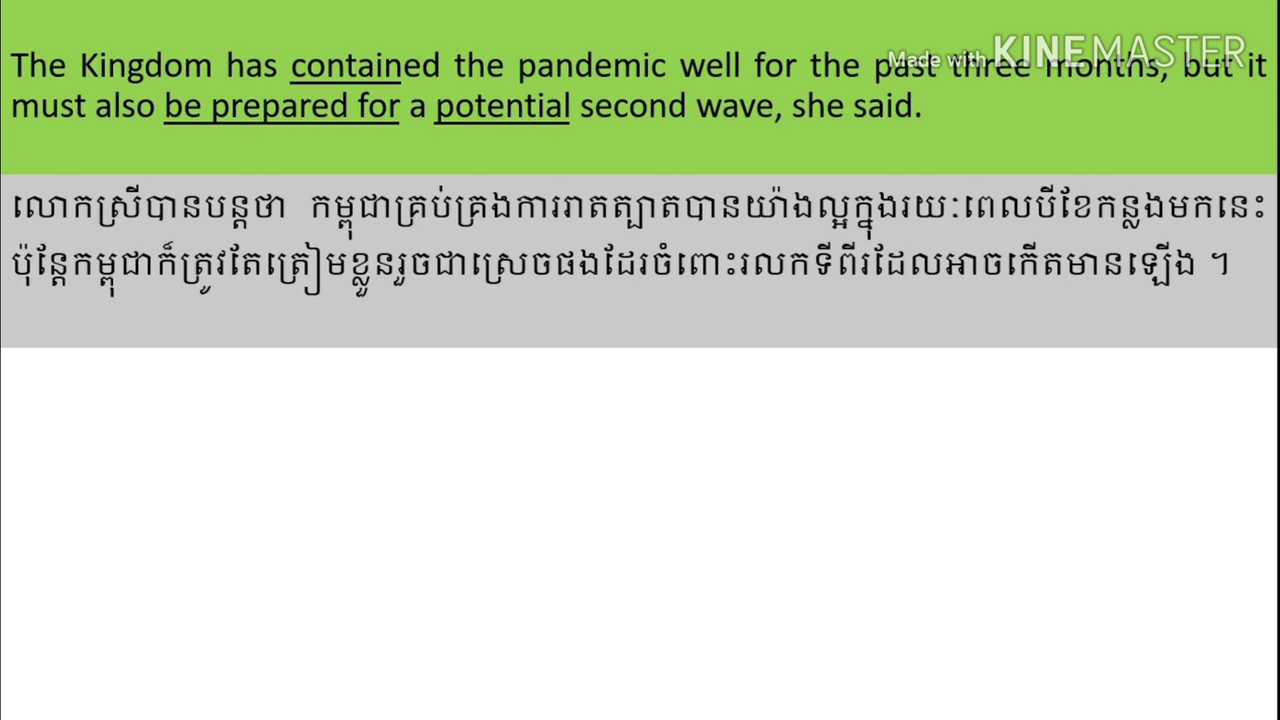 Made with KINEMASTER
The Kingdom has contained the pandemic well for the past three months, but it
must also be prepared for a potential second wave, she said.
លោកស្រីបានបន្តថា កម្ពុជាគ្រប់គ្រងការរាតត្បាតបានយ៉ាងល្អក្នុងរយៈពេលបីខែកន្លងមកនេះ
ប៉ុន្តែកម្ពុជាក៏ត្រូវតែត្រៀមខ្លួនរួចជាស្រេចផងដែរចំពោះរលកទីពីរដែលអាចកើតមានឡើង ។